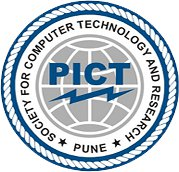 SOCIETY FOR COMPUTER TECHNOLOGY AND RESEARCH
PICT
★ PUNE ★